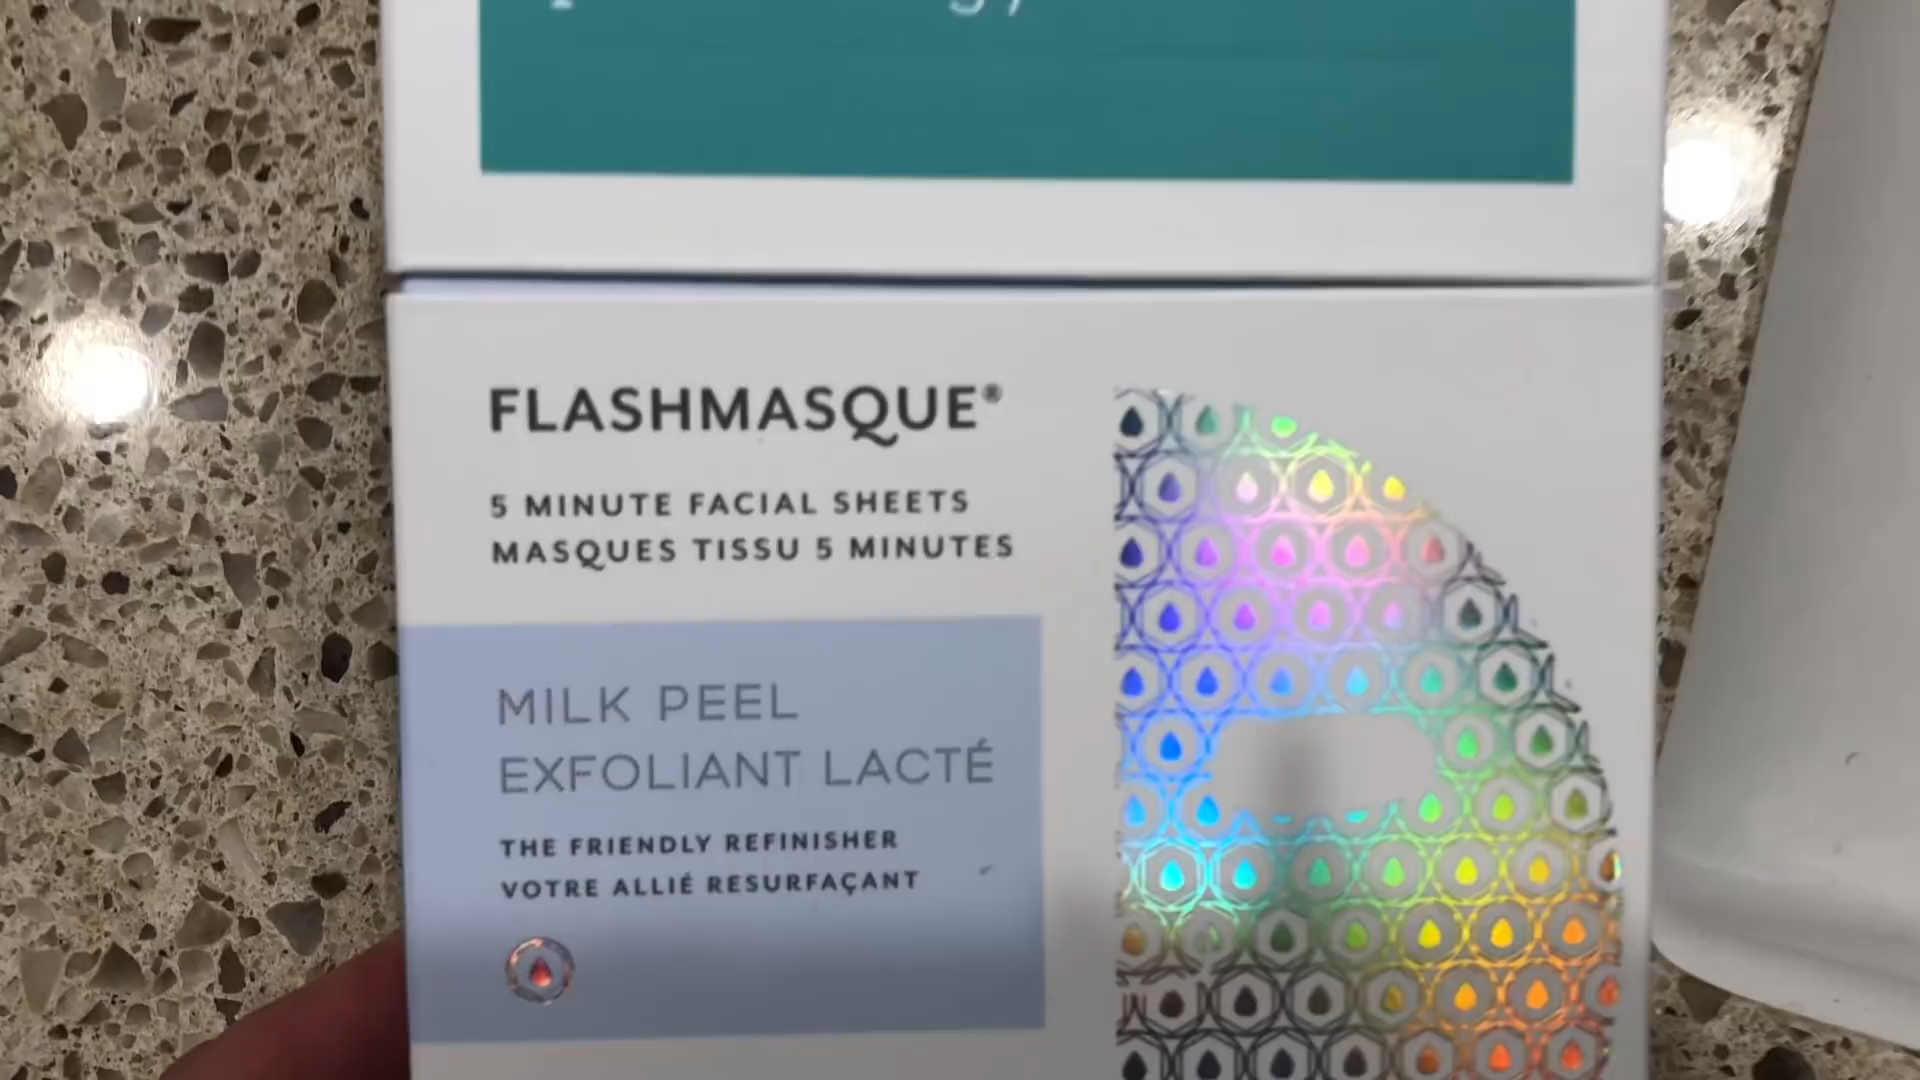 FLASHMASQUE®
5 MINUTE FACIAL SHEETS
MASQUES TISSU 5 MINUTES
MILK PEEL
EXFOLIANT LACTÉ
THE FRIENDLY REFINISHER
VOTRE ALLIÉ RESURFAÇANT